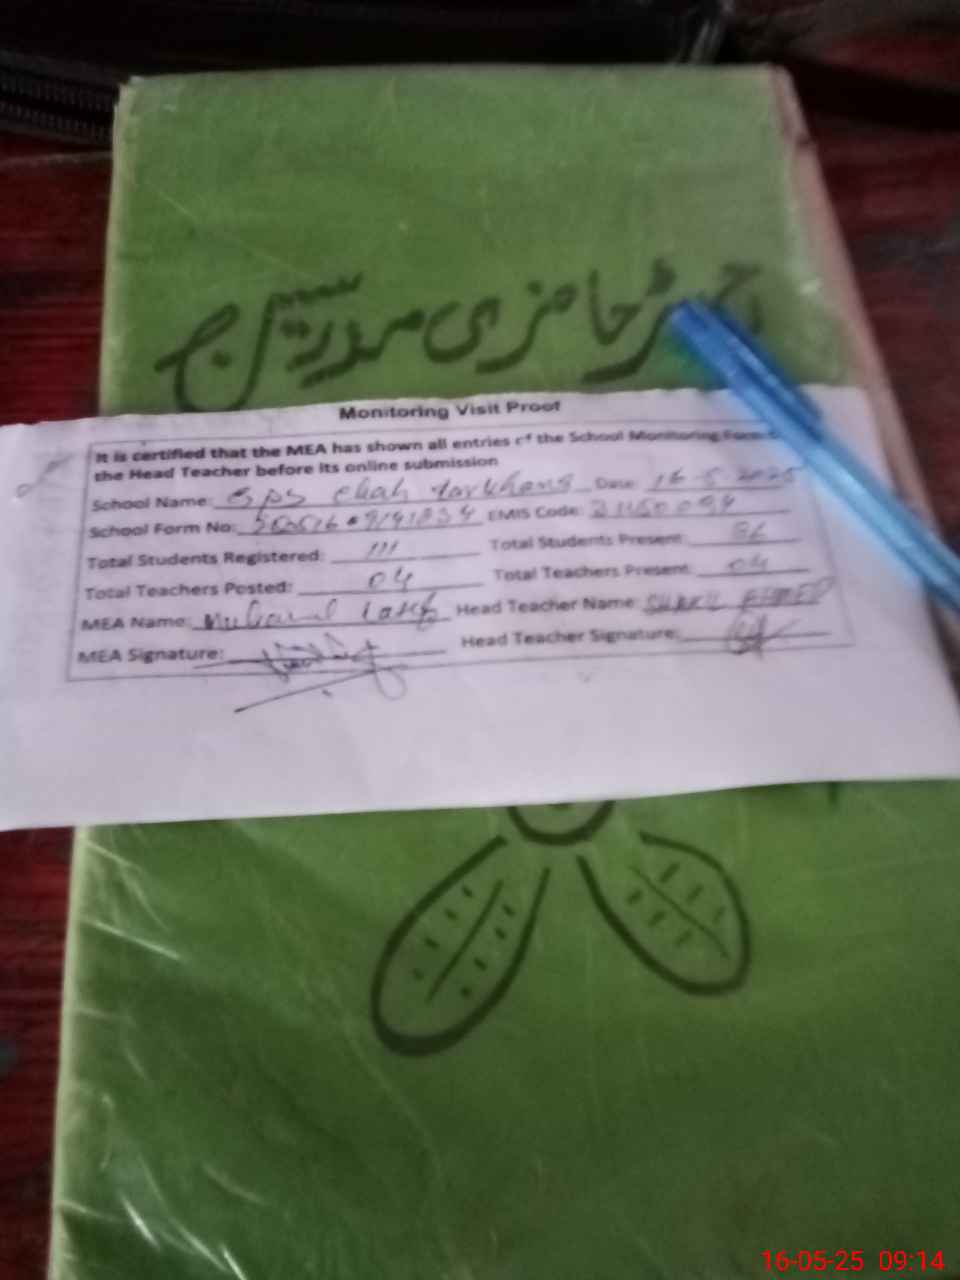 رجسٹر حاضری مدرسین
Monitoring Visit Proof
It is certified that the MEA has shown all entries of the School Monitoring Form
the Head Teacher before its online submission
School Name: GPS Chah Tarkhana Date: 16-5-2025
School Form No: EMIS Code:
Total Students Registered: 111 Total Students Present:
Total Teachers Posted: 04 Total Teachers Present: 04
MEA Name: Head Teacher Name:
MEA Signature: Head Teacher Signature:
16-05-25 09:14